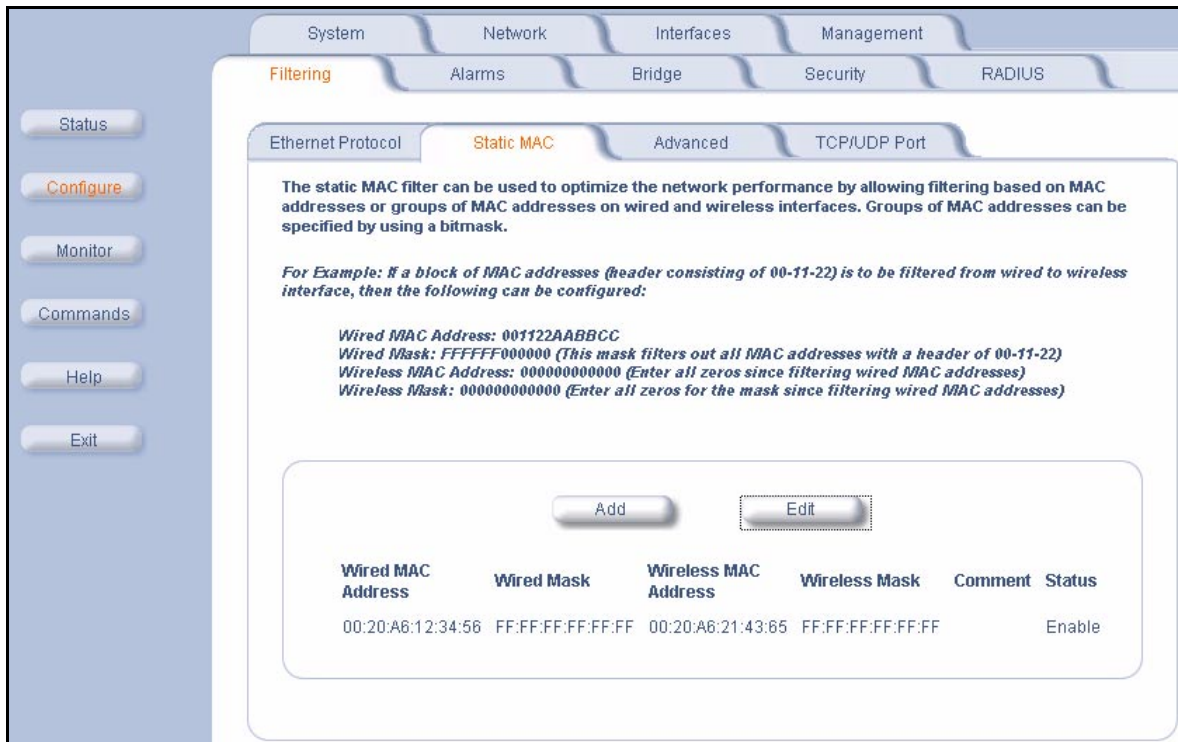 System Network Interfaces Management
Filtering Alarms Bridge Security RADIUS
Status
Configure
Monitor
Commands
Help
Exit
Ethernet Protocol Static MAC Advanced TCP/UDP Port
The static MAC filter can be used to optimize the network performance by allowing filtering based on MAC
addresses or groups of MAC addresses on wired and wireless interfaces. Groups of MAC addresses can be
specified by using a bitmask.
For Example: If a block of MAC addresses (header consisting of 00-11-22) is to be filtered from wired to wireless
interface, then the following can be configured:
Wired MAC Address: 001122AABBCC
Wired Mask: FFFFFF000000 (This mask filters out all MAC addresses with a header of 00-11-22)
Wireless MAC Address: 000000000000 (Enter all zeros since filtering wired MAC addresses)
Wireless Mask: 000000000000 (Enter all zeros for the mask since filtering wired MAC addresses)
Add Edit
Wired MAC Address Wired Mask Wireless MAC Address Wireless Mask Comment Status
00:20:A6:12:34:56 FF:FF:FF:FF:FF:FF 00:20:A6:21:43:65 FF:FF:FF:FF:FF:FF Enable